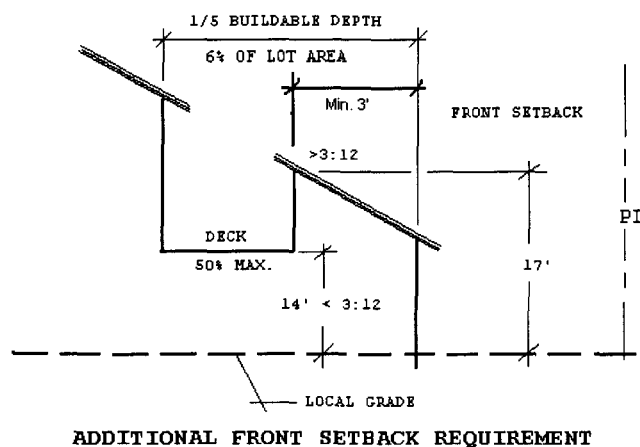 1/5 BUILDABLE DEPTH
6% OF LOT AREA
Min. 3'
FRONT SETBACK
>3:12
PL
DECK
50% MAX.
17'
14' < 3:12
LOCAL GRADE
ADDITIONAL FRONT SETBACK REQUIREMENT